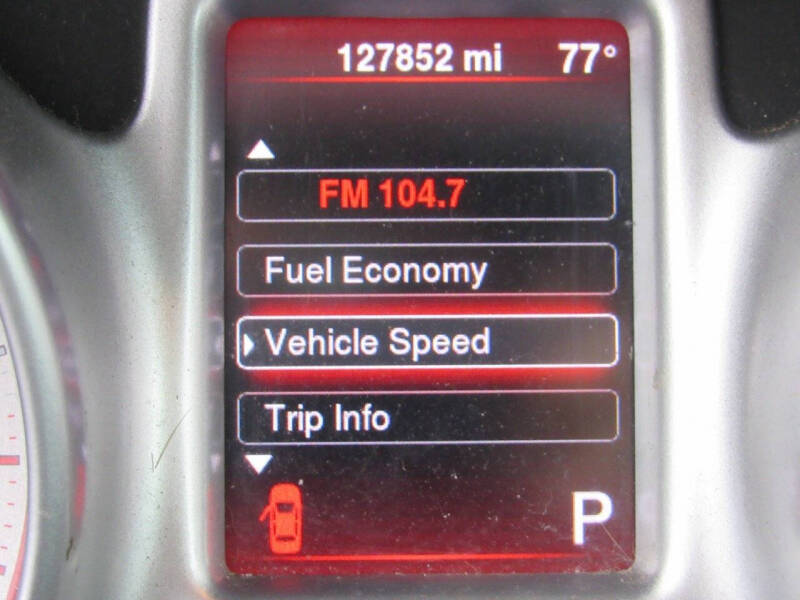 127852 mi 77°
FM 104.7
Fuel Economy
Vehicle Speed
Trip Info
P